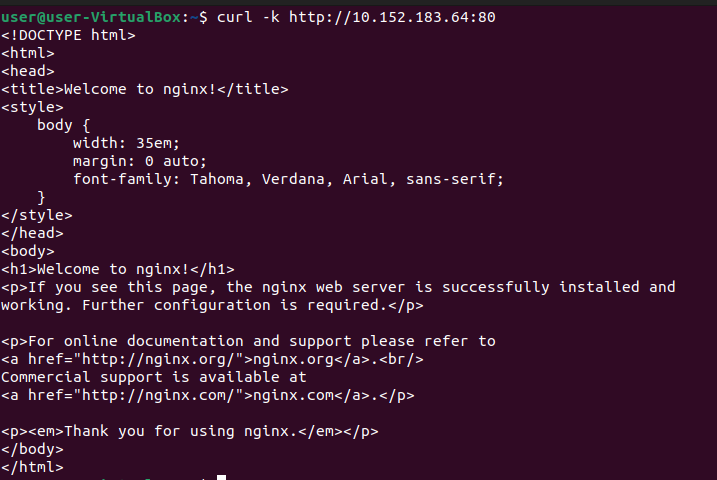 user@user-VirtualBox:~$ curl -k http://10.152.183.64:80
<!DOCTYPE html>
<html>
<head>
<title>Welcome to nginx!</title>
<style>
    body {
        width: 35em;
        margin: 0 auto;
        font-family: Tahoma, Verdana, Arial, sans-serif;
    }
</style>
</head>
<body>
<h1>Welcome to nginx!</h1>
<p>If you see this page, the nginx web server is successfully installed and
working. Further configuration is required.</p>

<p>For online documentation and support please refer to
<a href="http://nginx.org/">nginx.org</a>.<br/>
Commercial support is available at
<a href="http://nginx.com/">nginx.com</a>.</p>

<p><em>Thank you for using nginx.</em></p>
</body>
</html>